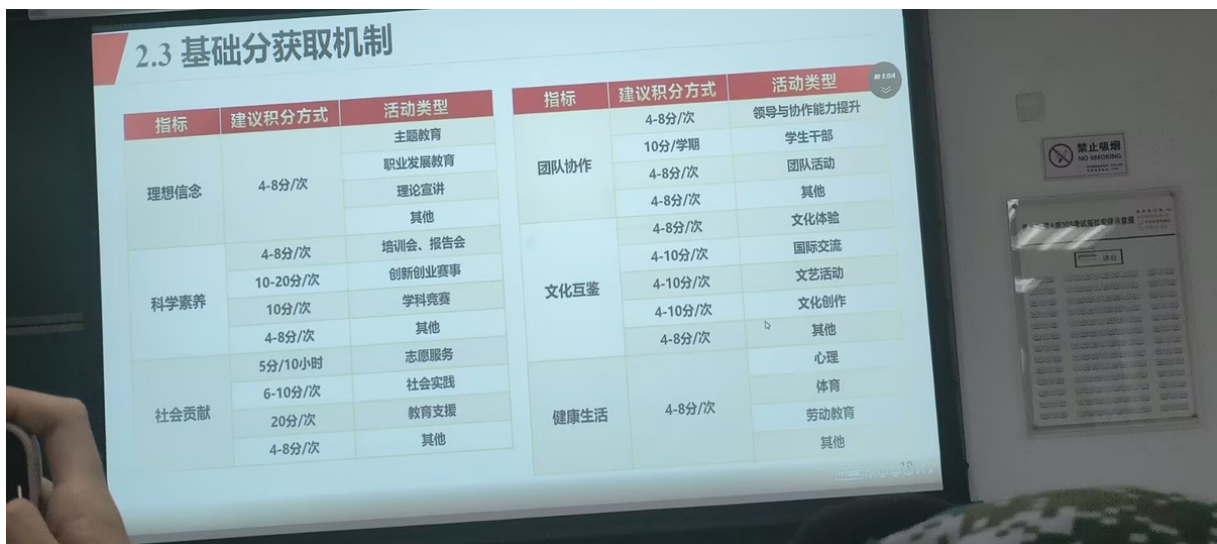 2.3 基础分获取机制
指标 建议积分方式 活动类型
理想信念 4-8分/次 主题教育
职业发展教育
理论宣讲
其他
科学素养 4-8分/次 培训会、报告会
10-20分/次 创新创业赛事
10分/次 学科竞赛
4-8分/次 其他
社会贡献 5分/10小时 志愿服务
6-10分/次 社会实践
20分/次 教育支援
4-8分/次 其他
指标 建议积分方式 活动类型
团队协作 4-8分/次 领导与协作能力提升
10分/学期 学生干部
4-8分/次 团队活动
4-8分/次 其他
文化互鉴 4-8分/次 文化体验
4-10分/次 国际交流
4-10分/次 文艺活动
4-10分/次 文化创作
4-8分/次 其他
健康生活 4-8分/次 心理
体育
劳动教育
其他
禁止吸烟
NO SMOKING
讲台